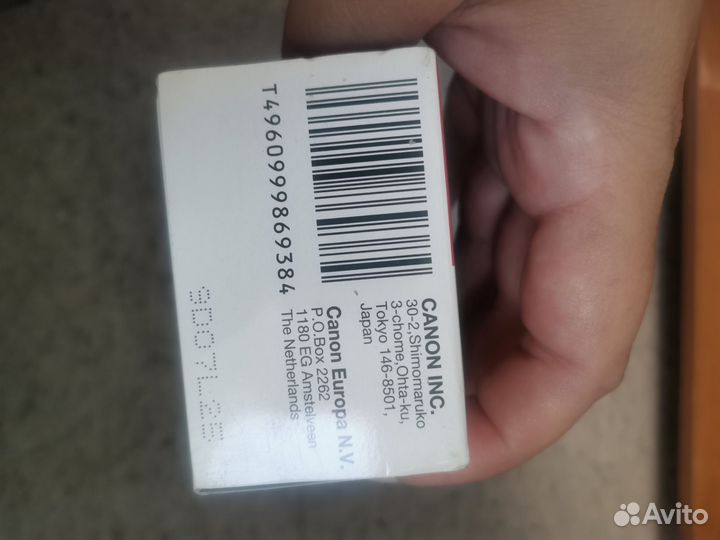 T4960999869384
CANON INC.
30-2,Shimomaruko
3-chome,Ohta-ku,
Tokyo 146-8501,
Japan
Canon Europa N.V.
P.O.Box 2262
1180 EG Amstelveen
The Netherlands
Avito